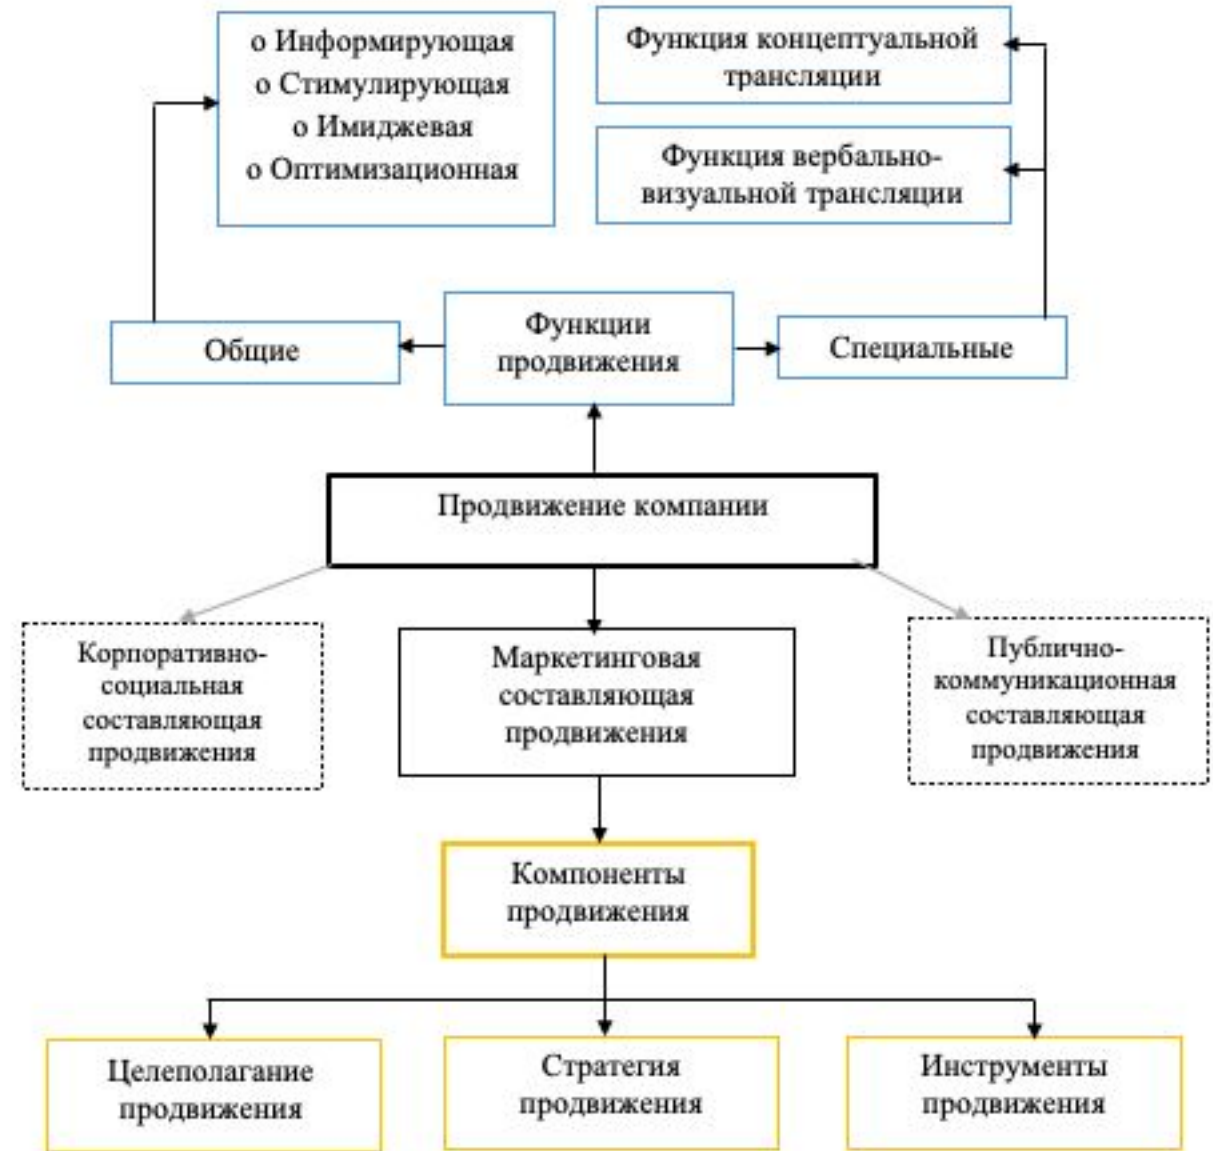 о Информирующая
о Стимулирующая
о Имиджевая
о Оптимизационная
Функция концептуальной
трансляции
Функция вербально-
визуальной трансляции
Общие
Функции
продвижения
Специальные
Продвижение компании
Корпоративно-
социальная
составляющая
продвижения
Маркетинговая
составляющая
продвижения
Публично-
коммуникационная
составляющая
продвижения
Компоненты
продвижения
Целеполагание
продвижения
Стратегия
продвижения
Инструменты
продвижения